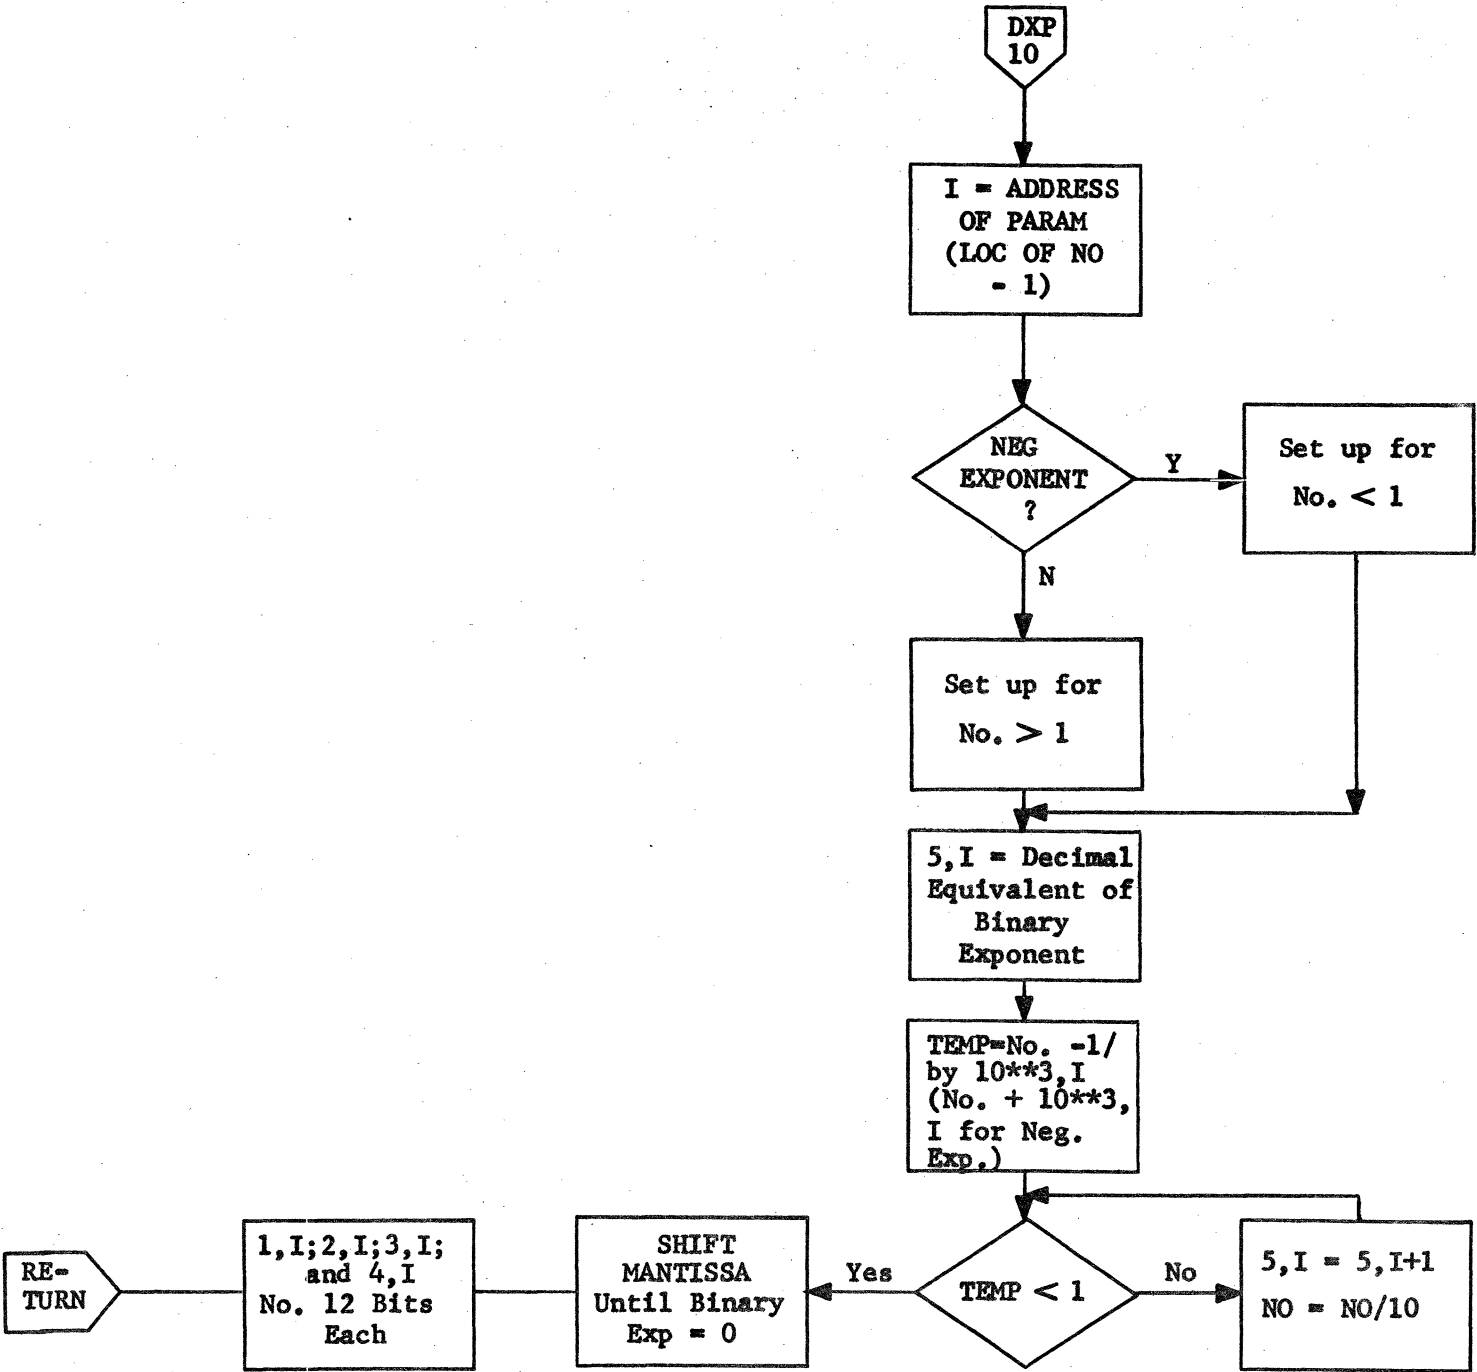 DXP
10
I = ADDRESS
OF PARAM
(LOC OF NO
- 1)
NEG
EXPONENT
?
Y
Set up for
No. < 1
N
Set up for
No. > 1
5,I = Decimal
Equivalent of
Binary
Exponent
TEMP=No. -1/
by 10**3,I
(No. + 10**3,
I for Neg.
Exp.)
TEMP < 1
No
5,I = 5,I+1
NO = NO/10
Yes
SHIFT
MANTISSA
Until Binary
Exp = 0
1,I;2,I;3,I;
and 4,I
No. 12 Bits
Each
RE-
TURN